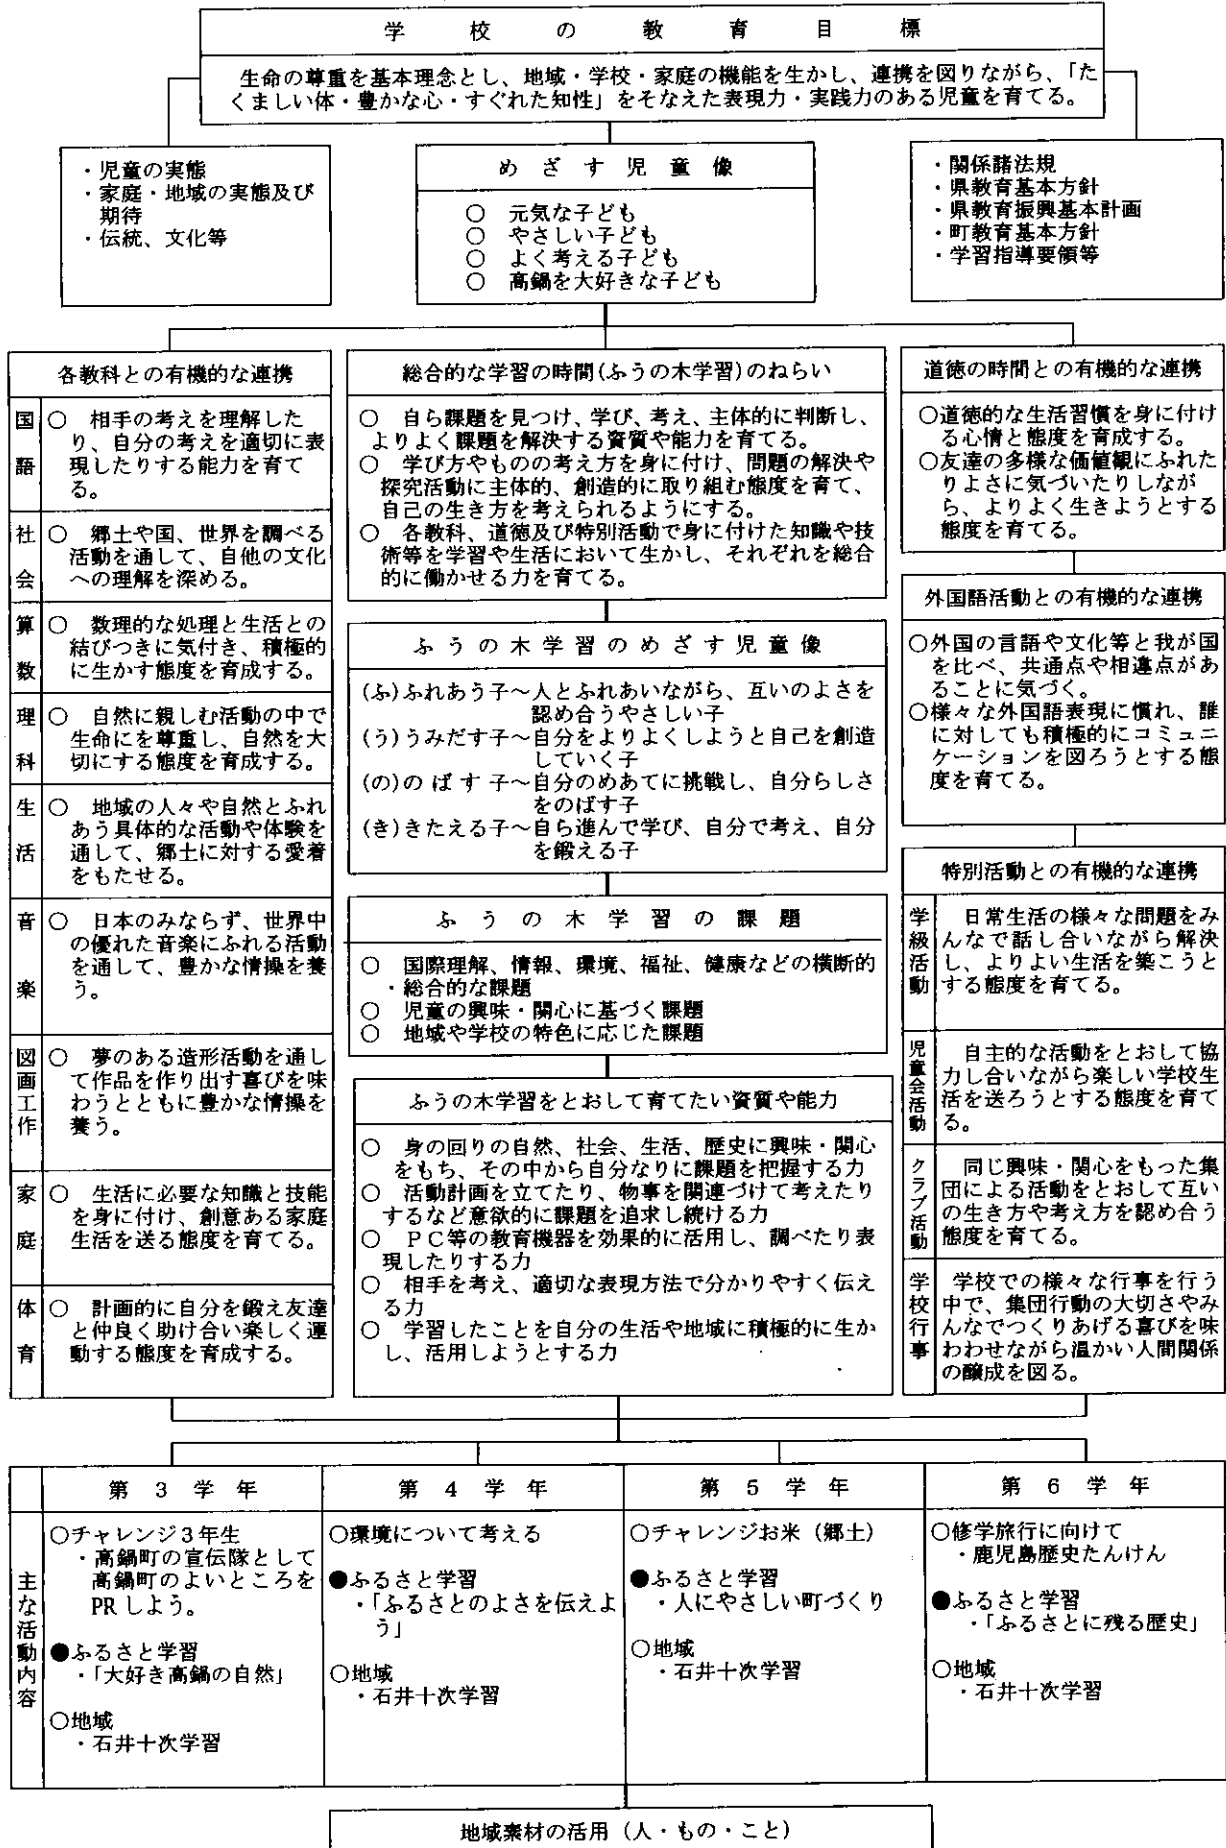 学校の教育目標
生命の尊重を基本理念とし、地域・学校・家庭の機能を生かし、連携を図りながら、「た
くましい体・豊かな心・すぐれた知性」をそなえた表現力・実践力のある児童を育てる。
・児童の実態
・家庭・地域の実態及び
期待
・伝統、文化等
めざす児童像
○ 元気な子ども
○ やさしい子ども
○ よく考える子ども
○ 高鍋を大好きな子ども
・関係諸法規
・県教育基本方針
・県教育振興基本計画
・町教育基本方針
・学習指導要領等
各教科との有機的な連携
国語
○ 相手の考えを理解した
り、自分の考えを適切に表
現したりする能力を育て
る。
社会
○ 郷土や国、世界を調べる
活動を通して、自他の文化
への理解を深める。
算数
○ 数理的な処理と生活との
結びつきに気付き、積極的
に生かす態度を育成する。
理科
○ 自然に親しむ活動の中で
生命にを尊重し、自然を大
切にする態度を育成する。
生活
○ 地域の人々や自然とふれ
あう具体的な活動や体験を
通して、郷土に対する愛着
をもたせる。
音楽
○ 日本のみならず、世界中
の優れた音楽にふれる活動
を通して、豊かな情操を養
う。
図画工作
○ 夢のある造形活動を通し
て作品を作り出す喜びを味
わうとともに豊かな情操を
養う。
家庭
○ 生活に必要な知識と技能
を身に付け、創意ある家庭
生活を送る態度を育てる。
体育
○ 計画的に自分を鍛え友達
と仲良く助け合い楽しく運
動する態度を育成する。
総合的な学習の時間(ふうの木学習)のねらい
○ 自ら課題を見つけ、学び、考え、主体的に判断し、
よりよく課題を解決する資質や能力を育てる。
○ 学び方やものの考え方を身に付け、問題の解決や
探究活動に主体的、創造的に取り組む態度を育て、
自己の生き方を考えられるようにする。
○ 各教科、道徳及び特別活動で身に付けた知識や技
術等を学習や生活において生かし、それぞれを総合
的に働かせる力を育てる。
ふうの木学習のめざす児童像
(ふ)ふれあう子～人とふれあいながら、互いのよさを
認め合うやさしい子
(う)うみだす子～自分をよりよくしようと自己を創造
していく子
(の)のばす子～自分のめあてに挑戦し、自分らしさ
をのばす子
(き)きたえる子～自ら進んで学び、自分で考え、自分
を鍛える子
ふうの木学習の課題
○ 国際理解、情報、環境、福祉、健康などの横断的
・総合的な課題
○ 児童の興味・関心に基づく課題
○ 地域や学校の特色に応じた課題
ふうの木学習をとおして育てたい資質や能力
○ 身の回りの自然、社会、生活、歴史に興味・関心
をもち、その中から自分なりに課題を把握する力
○ 活動計画を立てたり、物事を関連づけて考えたり
するなど意欲的に課題を追求し続ける力
○ PC等の教育機器を効果的に活用し、調べたり表
現したりする力
○ 相手を考え、適切な表現方法で分かりやすく伝え
る力
○ 学習したことを自分の生活や地域に積極的に生か
し、活用しようとする力
道徳の時間との有機的な連携
○道徳的な生活習慣を身に付け
る心情と態度を育成する。
○友達の多様な価値観にふれた
りよさに気づいたりしなが
ら、よりよく生きようとする
態度を育てる。
外国語活動との有機的な連携
○外国の言語や文化等と我が国
を比べ、共通点や相違点があ
ることに気づく。
○様々な外国語表現に慣れ、誰
に対しても積極的にコミュニ
ケーションを図ろうとする態
度を育てる。
特別活動との有機的な連携
学級活動
日常生活の様々な問題をみ
んなで話し合いながら解決
し、よりよい生活を築こうと
する態度を育てる。
児童会活動
自主的な活動をとおして協
力し合いながら楽しい学校生
活を送ろうとする態度を育て
る。
クラブ活動
同じ興味・関心をもった集
団による活動をとおして互い
の生き方や考え方を認め合う
態度を育てる。
学校行事
学校での様々な行事を行う
中で、集団行動の大切さやみ
んなでつくりあげる喜びを味
わわせながら温かい人間関係
の醸成を図る。
主な活動内容
第3学年
○チャレンジ3年生
・高鍋町の宣伝隊として
高鍋町のよいところを
PRしよう。
●ふるさと学習
・「大好き高鍋の自然」
○地域
・石井十次学習
第4学年
○環境について考える
●ふるさと学習
・「ふるさとのよさを伝えよ
う」
○地域
・石井十次学習
第5学年
○チャレンジお米(郷土)
●ふるさと学習
・人にやさしい町づくり
○地域
・石井十次学習
第6学年
○修学旅行に向けて
・鹿児島歴史たんけん
●ふるさと学習
・「ふるさとに残る歴史」
○地域
・石井十次学習
地域素材の活用(人・もの・こと)